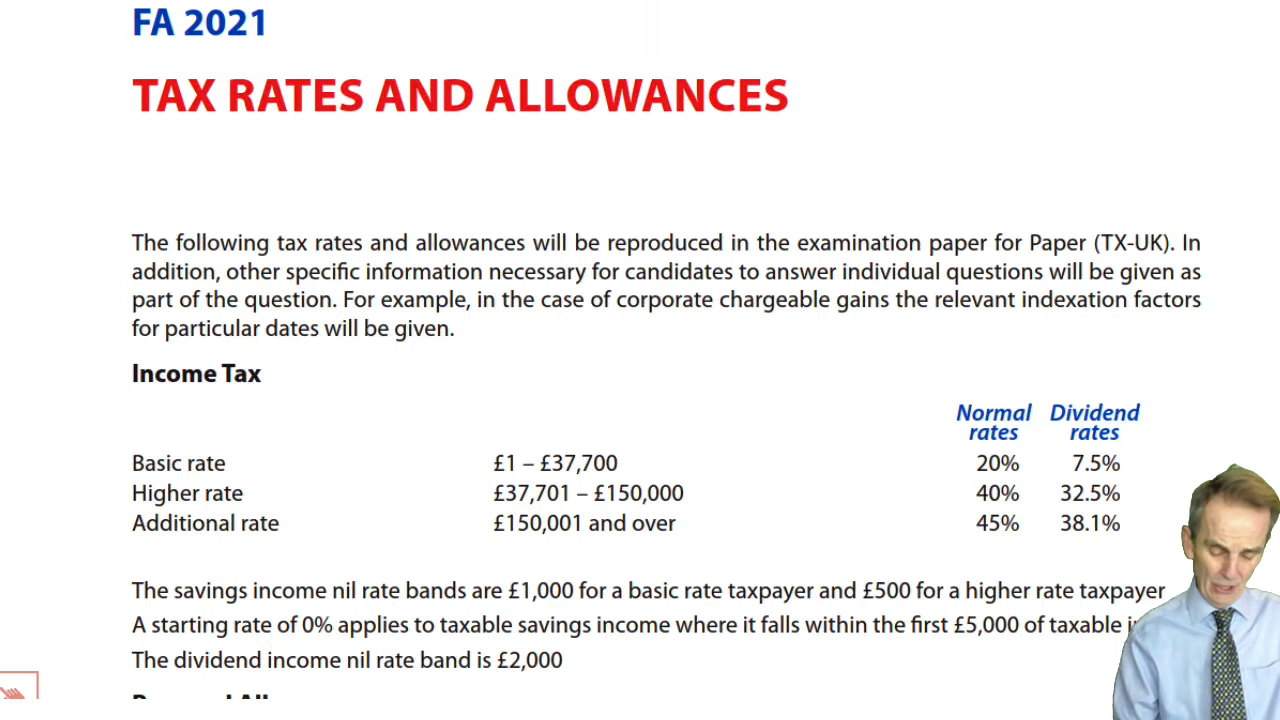 FA 2021
TAX RATES AND ALLOWANCES
The following tax rates and allowances will be reproduced in the examination paper for Paper (TX-UK). In
addition, other specific information necessary for candidates to answer individual questions will be given as
part of the question. For example, in the case of corporate chargeable gains the relevant indexation factors
for particular dates will be given.
Income Tax
Normal Dividend
rates rates
Basic rate £1 – £37,700 20% 7.5%
Higher rate £37,701 – £150,000 40% 32.5%
Additional rate £150,001 and over 45% 38.1%
The savings income nil rate bands are £1,000 for a basic rate taxpayer and £500 for a higher rate taxpayer
A starting rate of 0% applies to taxable savings income where it falls within the first £5,000 of taxable
The dividend income nil rate band is £2,000